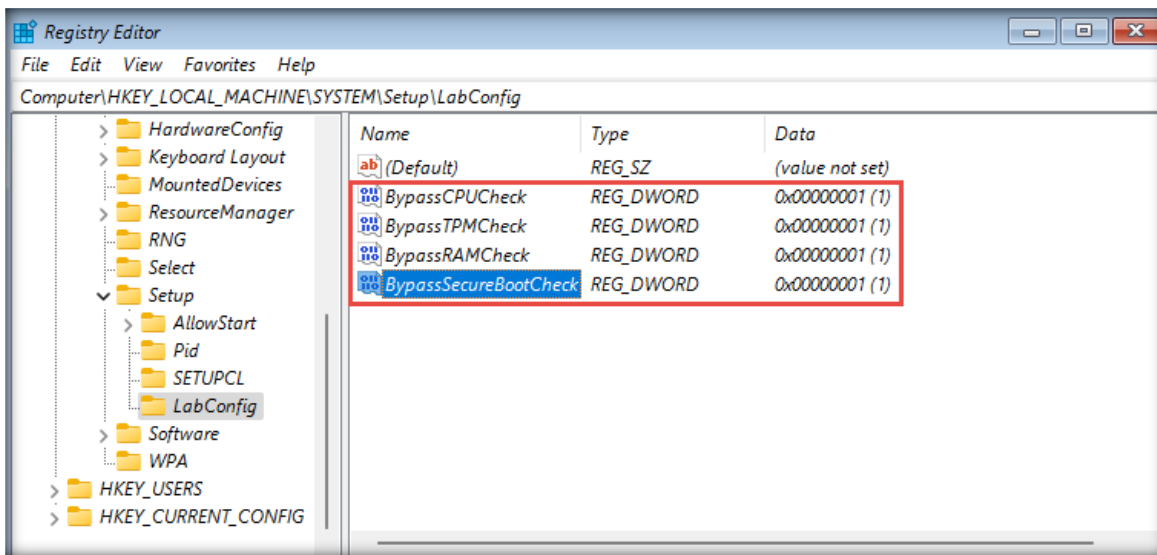 Registry Editor
File Edit View Favorites Help
Computer\HKEY_LOCAL_MACHINE\SYSTEM\Setup\LabConfig
HardwareConfig
Keyboard Layout
MountedDevices
ResourceManager
RNG
Select
Setup
AllowStart
Pid
SETUPCL
LabConfig
Software
WPA
HKEY_USERS
HKEY_CURRENT_CONFIG
Name Type Data
(Default) REG_SZ (value not set)
BypassCPUCheck REG_DWORD 0x00000001 (1)
BypassTPMCheck REG_DWORD 0x00000001 (1)
BypassRAMCheck REG_DWORD 0x00000001 (1)
BypassSecureBootCheck REG_DWORD 0x00000001 (1)